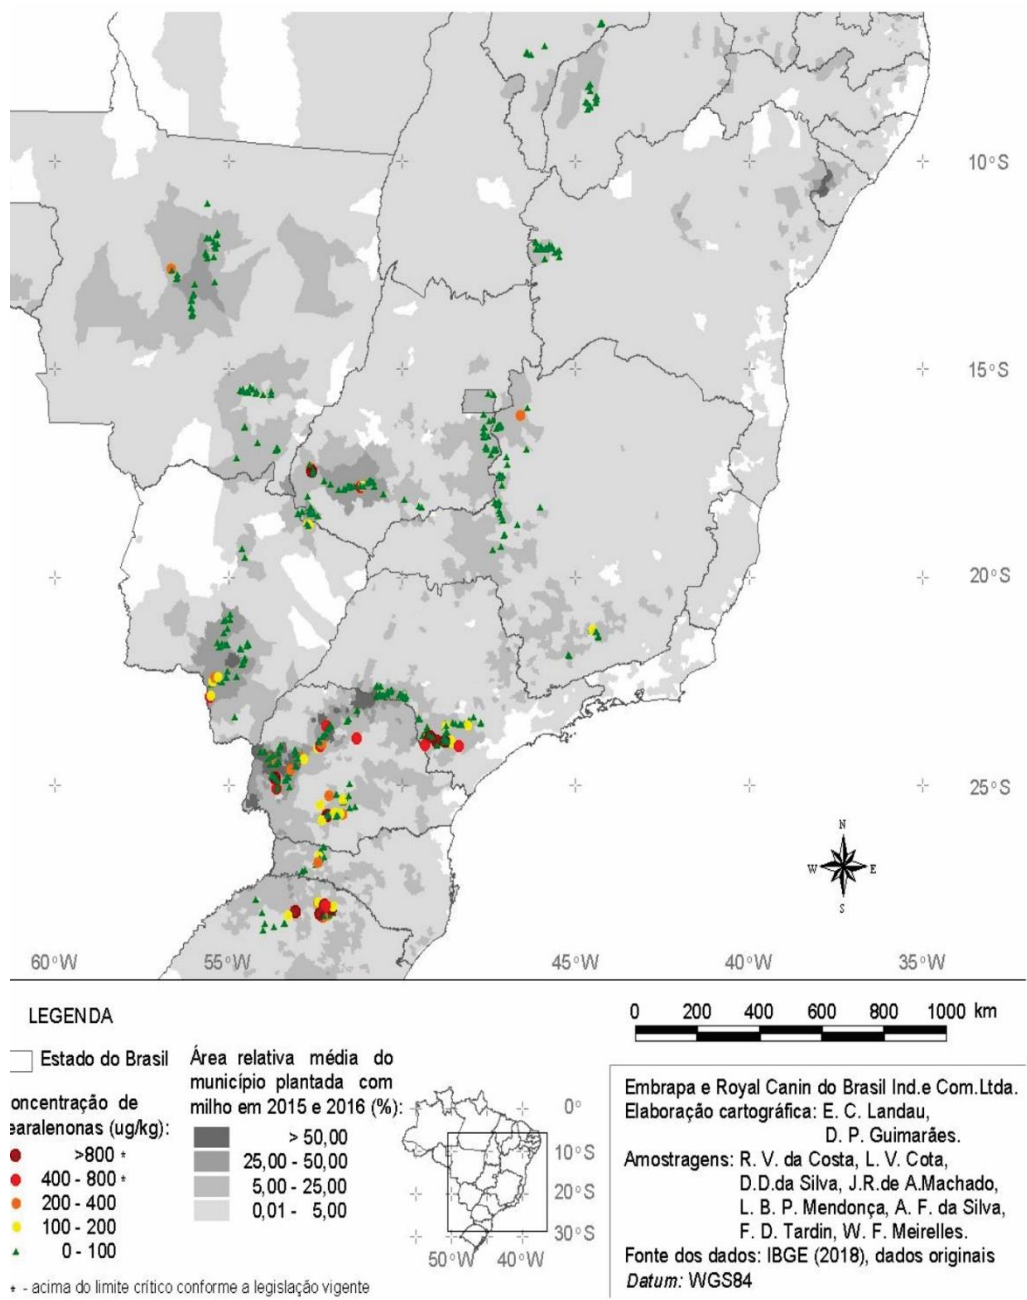 10°S
15°S
20°S
25°S
N
W E
S
60°W 55°W 45°W 40°W 35°W
LEGENDA
Estado do Brasil
oncentração de
earalenonas (ug/kg):
>800 *
400 - 800 *
200 - 400
100 - 200
0 - 100
* - acima do limite crítico conforme a legislação vigente
Área relativa média do
município plantada com
milho em 2015 e 2016 (%):
> 50,00
25,00 - 50,00
5,00 - 25,00
0,01 - 5,00
0°
10°S
20°S
30°S
50°W 40°W
0 200 400 600 800 1000 km
Embrapa e Royal Canin do Brasil Ind.e Com.Ltda.
Elaboração cartográfica: E. C. Landau,
D. P. Guimarães.
Amostragens: R. V. da Costa, L. V. Cota,
D.D.da Silva, J.R.de A.Machado,
L. B. P. Mendonça, A. F. da Silva,
F. D. Tardin, W. F. Meirelles.
Fonte dos dados: IBGE (2018), dados originais
Datum: WGS84